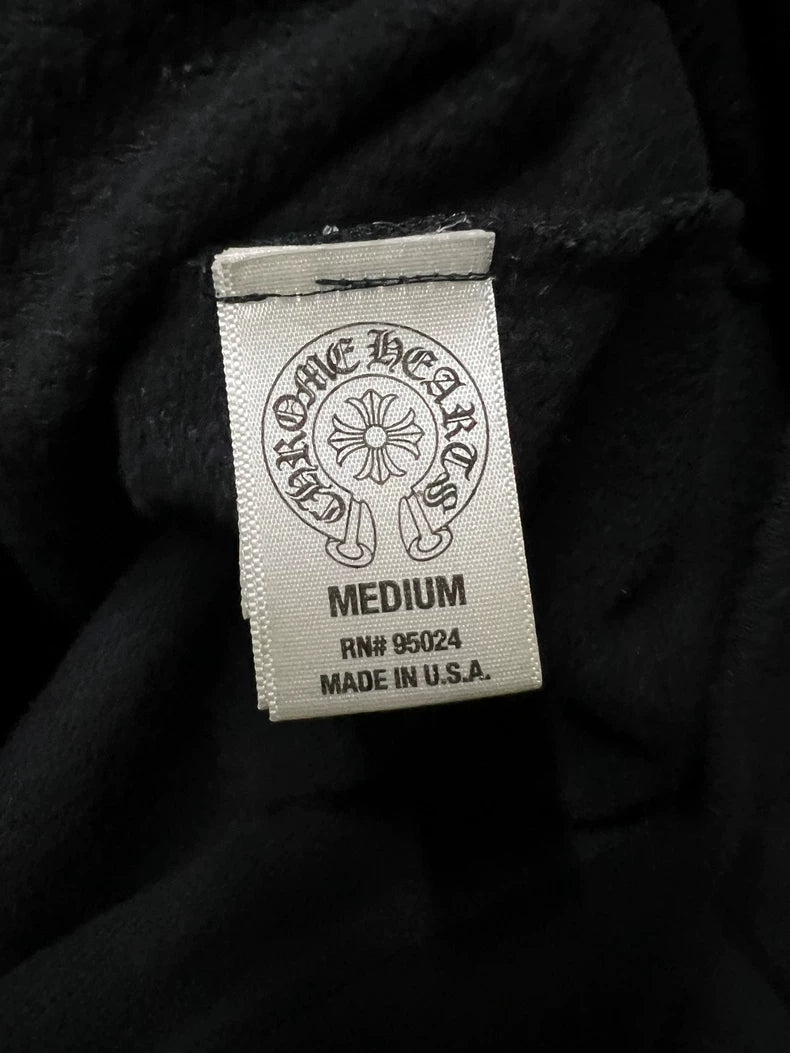 CHROME HEARTS
MEDIUM
RN# 95024
MADE IN U.S.A.